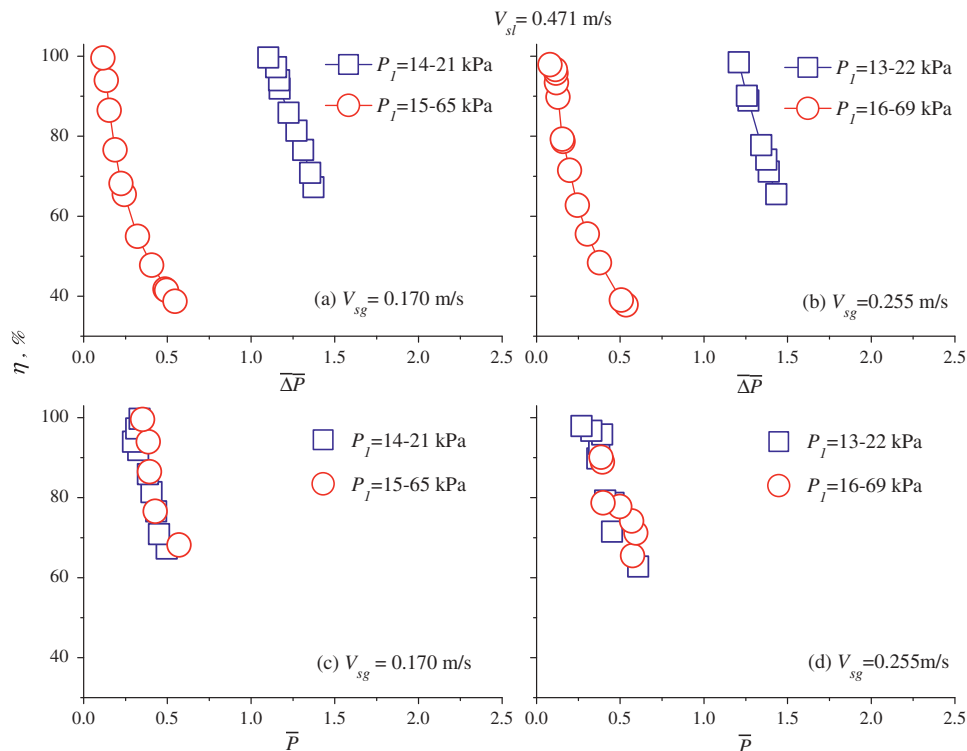 V_sl = 0.471 m/s
100
80
60
40
P_1=14-21 kPa
P_1=15-65 kPa
(a) V_sg = 0.170 m/s
0.0 0.5 1.0 1.5 2.0 2.5
Δ̅P̅
P_1=13-22 kPa
P_1=16-69 kPa
(b) V_sg=0.255 m/s
0.0 0.5 1.0 1.5 2.0 2.5
Δ̅P̅
η, %
100
80
60
40
P_1=14-21 kPa
P_1=15-65 kPa
(c) V_sg = 0.170 m/s
0.0 0.5 1.0 1.5 2.0 2.5
P̅
P_1=13-22 kPa
P_1=16-69 kPa
(d) V_sg=0.255m/s
0.0 0.5 1.0 1.5 2.0 2.5
P̅